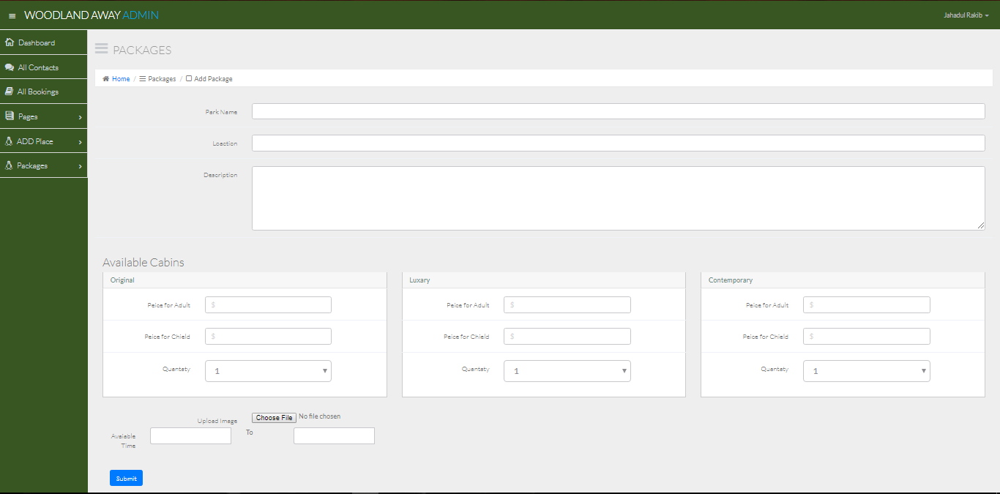 WOODLAND AWAY ADMIN
Jahadul Rakib
Dashboard
All Contacts
All Bookings
Pages
ADD Place
Packages
PACKAGES
Home / Packages / Add Package
Park Name
Loaction
Description
Available Cabins
Original
Peice for Adult $
Peice for Chield $
Quantaty 1
Luxary
Peice for Adult $
Peice for Chield $
Quantaty 1
Contemporary
Peice for Adult $
Peice for Chield $
Quantaty 1
Upload Image Choose File No file chosen
Avaiable To
Time
Submit